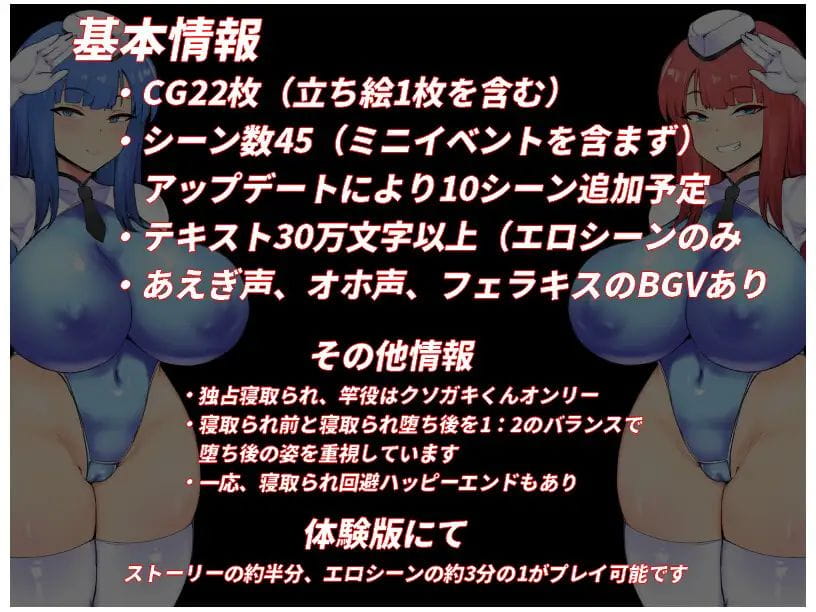 基本情報
・CG22枚（立ち絵1枚を含む）
・シーン数45（ミニイベントを含まず）
アップデートにより10シーン追加予定
・テキスト30万文字以上（エロシーンのみ
・あえぎ声、オホ声、フェラキスのBGVあり
その他情報
・独占寝取られ、竿役はクソガキくんオンリー
・寝取られ前と寝取られ堕ち後を1：2のバランスで
堕ち後の姿を重視しています
・一応、寝取られ回避ハッピーエンドもあり
体験版にて
ストーリーの約半分、エロシーンの約3分の1がプレイ可能です